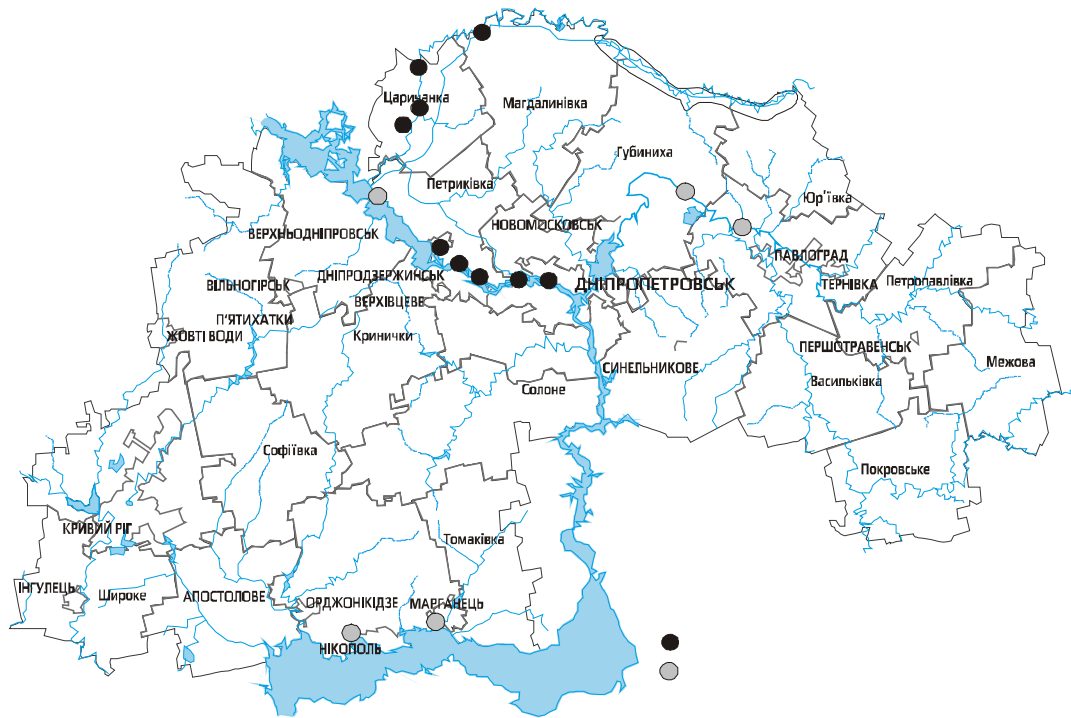 Царичанка
Магдалинівка
Губиниха
Петриківка
Юр'ївка
НОВОМОСКОВСЬК
ВЕРХНЬОДНІПРОВСЬК
ПАВЛОГРАД
ДНІПРОДЗЕРЖИНСЬК
ВІЛЬНОГІРСЬК
ДНІПРОПЕТРОВСЬК
ТЕРНІВКА
Петропавлівка
ВЕРХІВЦЕВЕ
П'ЯТИХАТКИ
ЖОВТІ ВОДИ
Кринички
ПЕРШОТРАВЕНСЬК
Межова
СИНЕЛЬНИКОВЕ
Васильківка
Солоне
Софіївка
Покровське
КРИВИЙ РІГ
Томаківка
ІНГУЛЕЦЬ
Широке
АПОСТОЛОВЕ
ОРДЖОНІКІДЗЕ
МАРГАНЕЦЬ
НІКОПОЛЬ